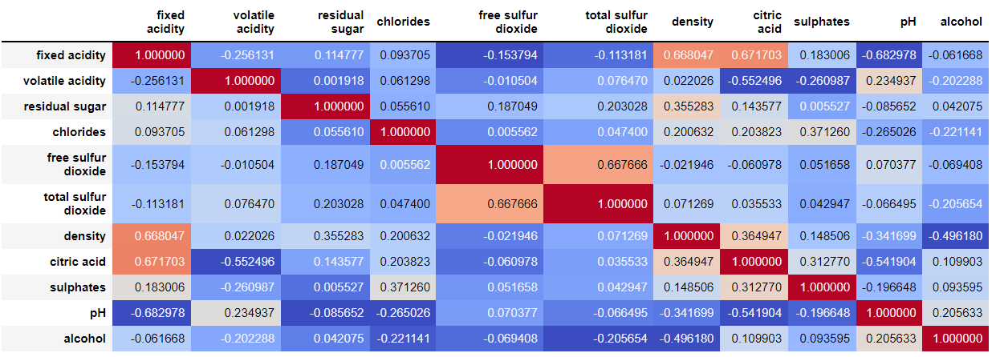 fixed acidity volatile acidity residual sugar chlorides free sulfur dioxide total sulfur dioxide density citric acid sulphates pH alcohol
fixed acidity 1.000000 -0.256131 0.114777 0.093705 -0.153794 -0.113181 0.668047 0.671703 0.183006 -0.682978 -0.061668
volatile acidity -0.256131 1.000000 0.001918 0.061298 -0.010504 0.076470 0.022026 -0.552496 -0.260987 0.234937 -0.202288
residual sugar 0.114777 0.001918 1.000000 0.055610 0.187049 0.203028 0.355283 0.143577 0.005527 -0.085652 0.042075
chlorides 0.093705 0.061298 0.055610 1.000000 0.005562 0.047400 0.200632 0.203823 0.371260 -0.265026 -0.221141
free sulfur dioxide -0.153794 -0.010504 0.187049 0.005562 1.000000 0.667666 -0.021946 -0.060978 0.051658 0.070377 -0.069408
total sulfur dioxide -0.113181 0.076470 0.203028 0.047400 0.667666 1.000000 0.071269 0.035533 0.042947 -0.066495 -0.205654
density 0.668047 0.022026 0.355283 0.200632 -0.021946 0.071269 1.000000 0.364947 0.148506 -0.341699 -0.496180
citric acid 0.671703 -0.552496 0.143577 0.203823 -0.060978 0.035533 0.364947 1.000000 0.312770 -0.541904 0.109903
sulphates 0.183006 -0.260987 0.005527 0.371260 0.051658 0.042947 0.148506 0.312770 1.000000 -0.196648 0.093595
pH -0.682978 0.234937 -0.085652 -0.265026 0.070377 -0.066495 -0.341699 -0.541904 -0.196648 1.000000 0.205633
alcohol -0.061668 -0.202288 0.042075 -0.221141 -0.069408 -0.205654 -0.496180 0.109903 0.093595 0.205633 1.000000